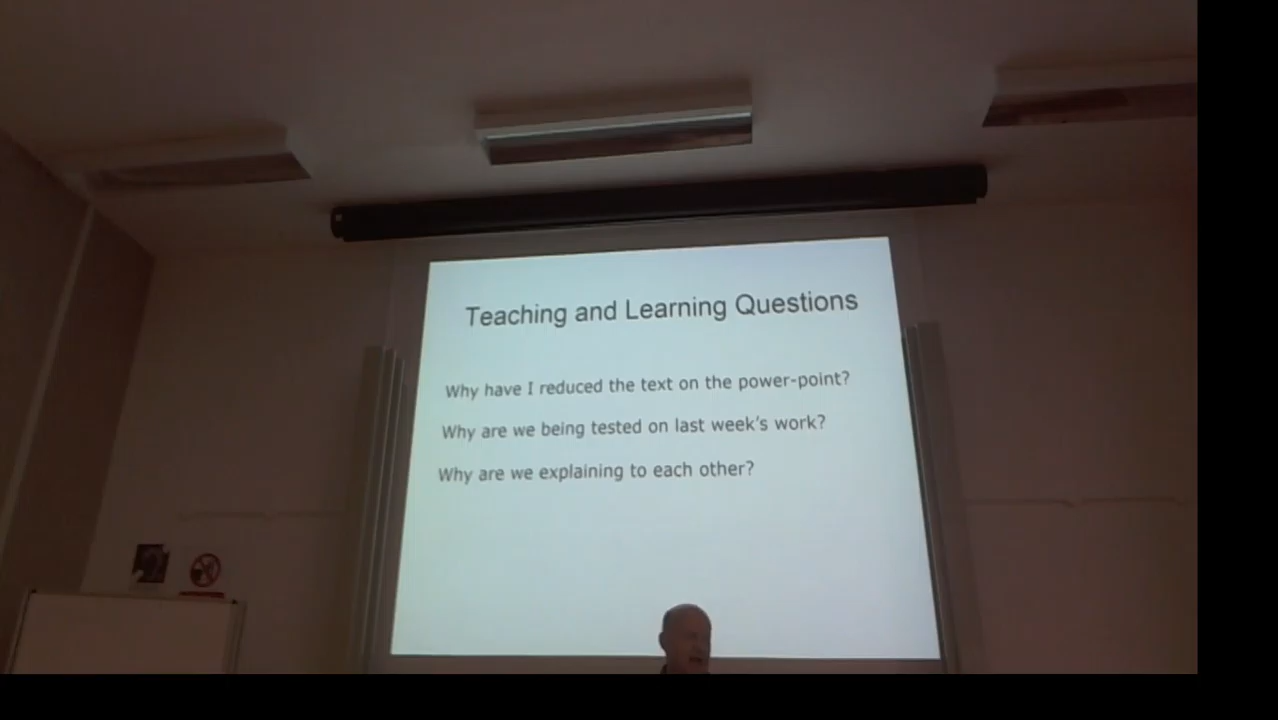 Teaching and Learning Questions
Why have I reduced the text on the power-point?
Why are we being tested on last week's work?
Why are we explaining to each other?